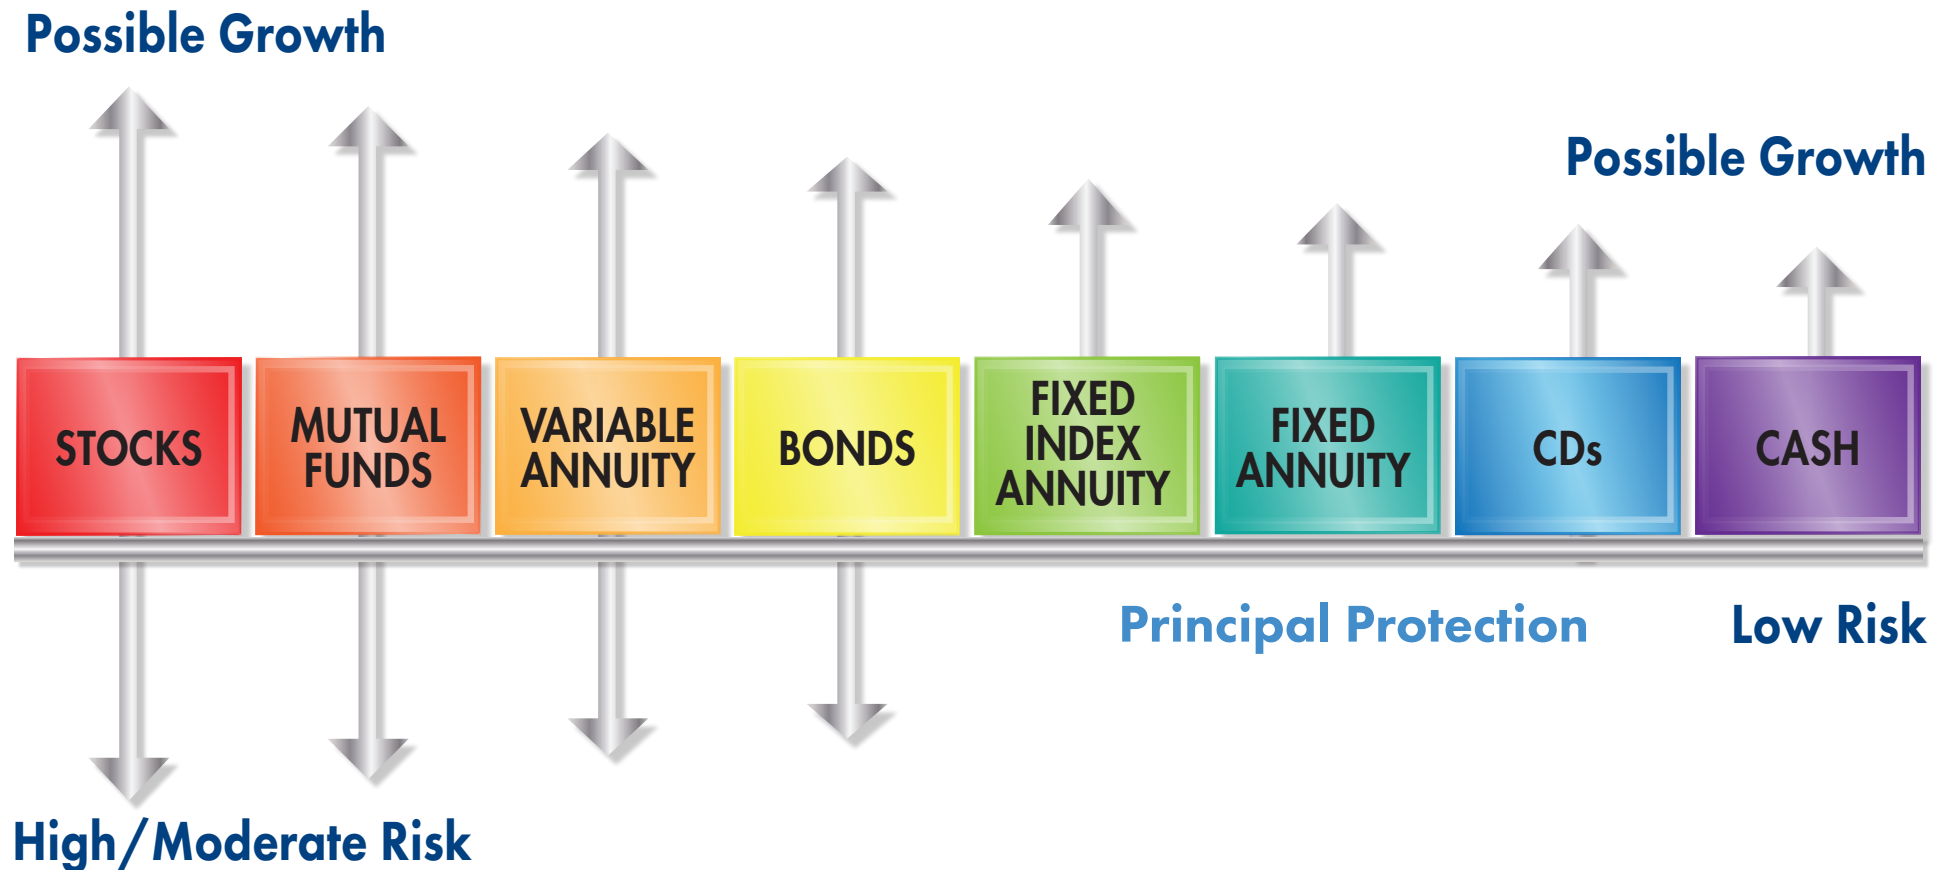 Possible Growth
Possible Growth
STOCKS
MUTUAL
FUNDS
VARIABLE
ANNUITY
BONDS
FIXED
INDEX
ANNUITY
FIXED
ANNUITY
CDs
CASH
Principal Protection
Low Risk
High/Moderate Risk